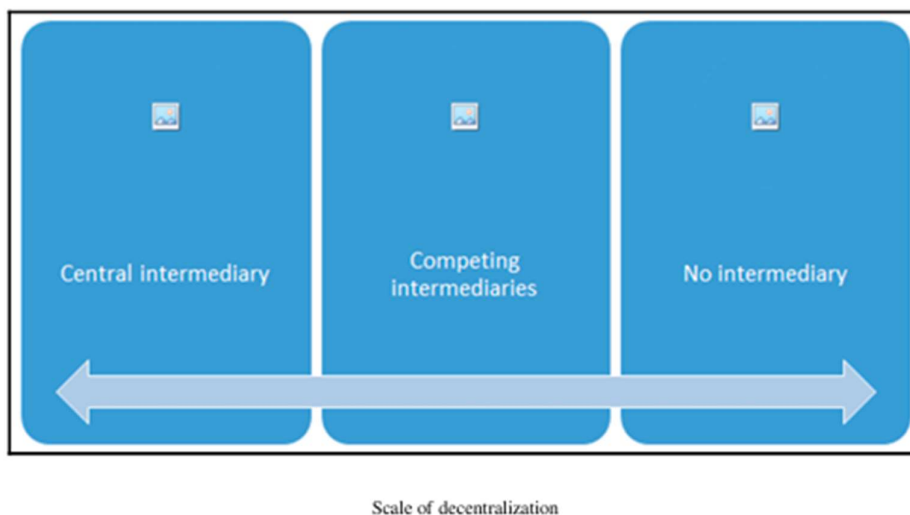 Central intermediary
Competing
intermediaries
No intermediary
Scale of decentralization